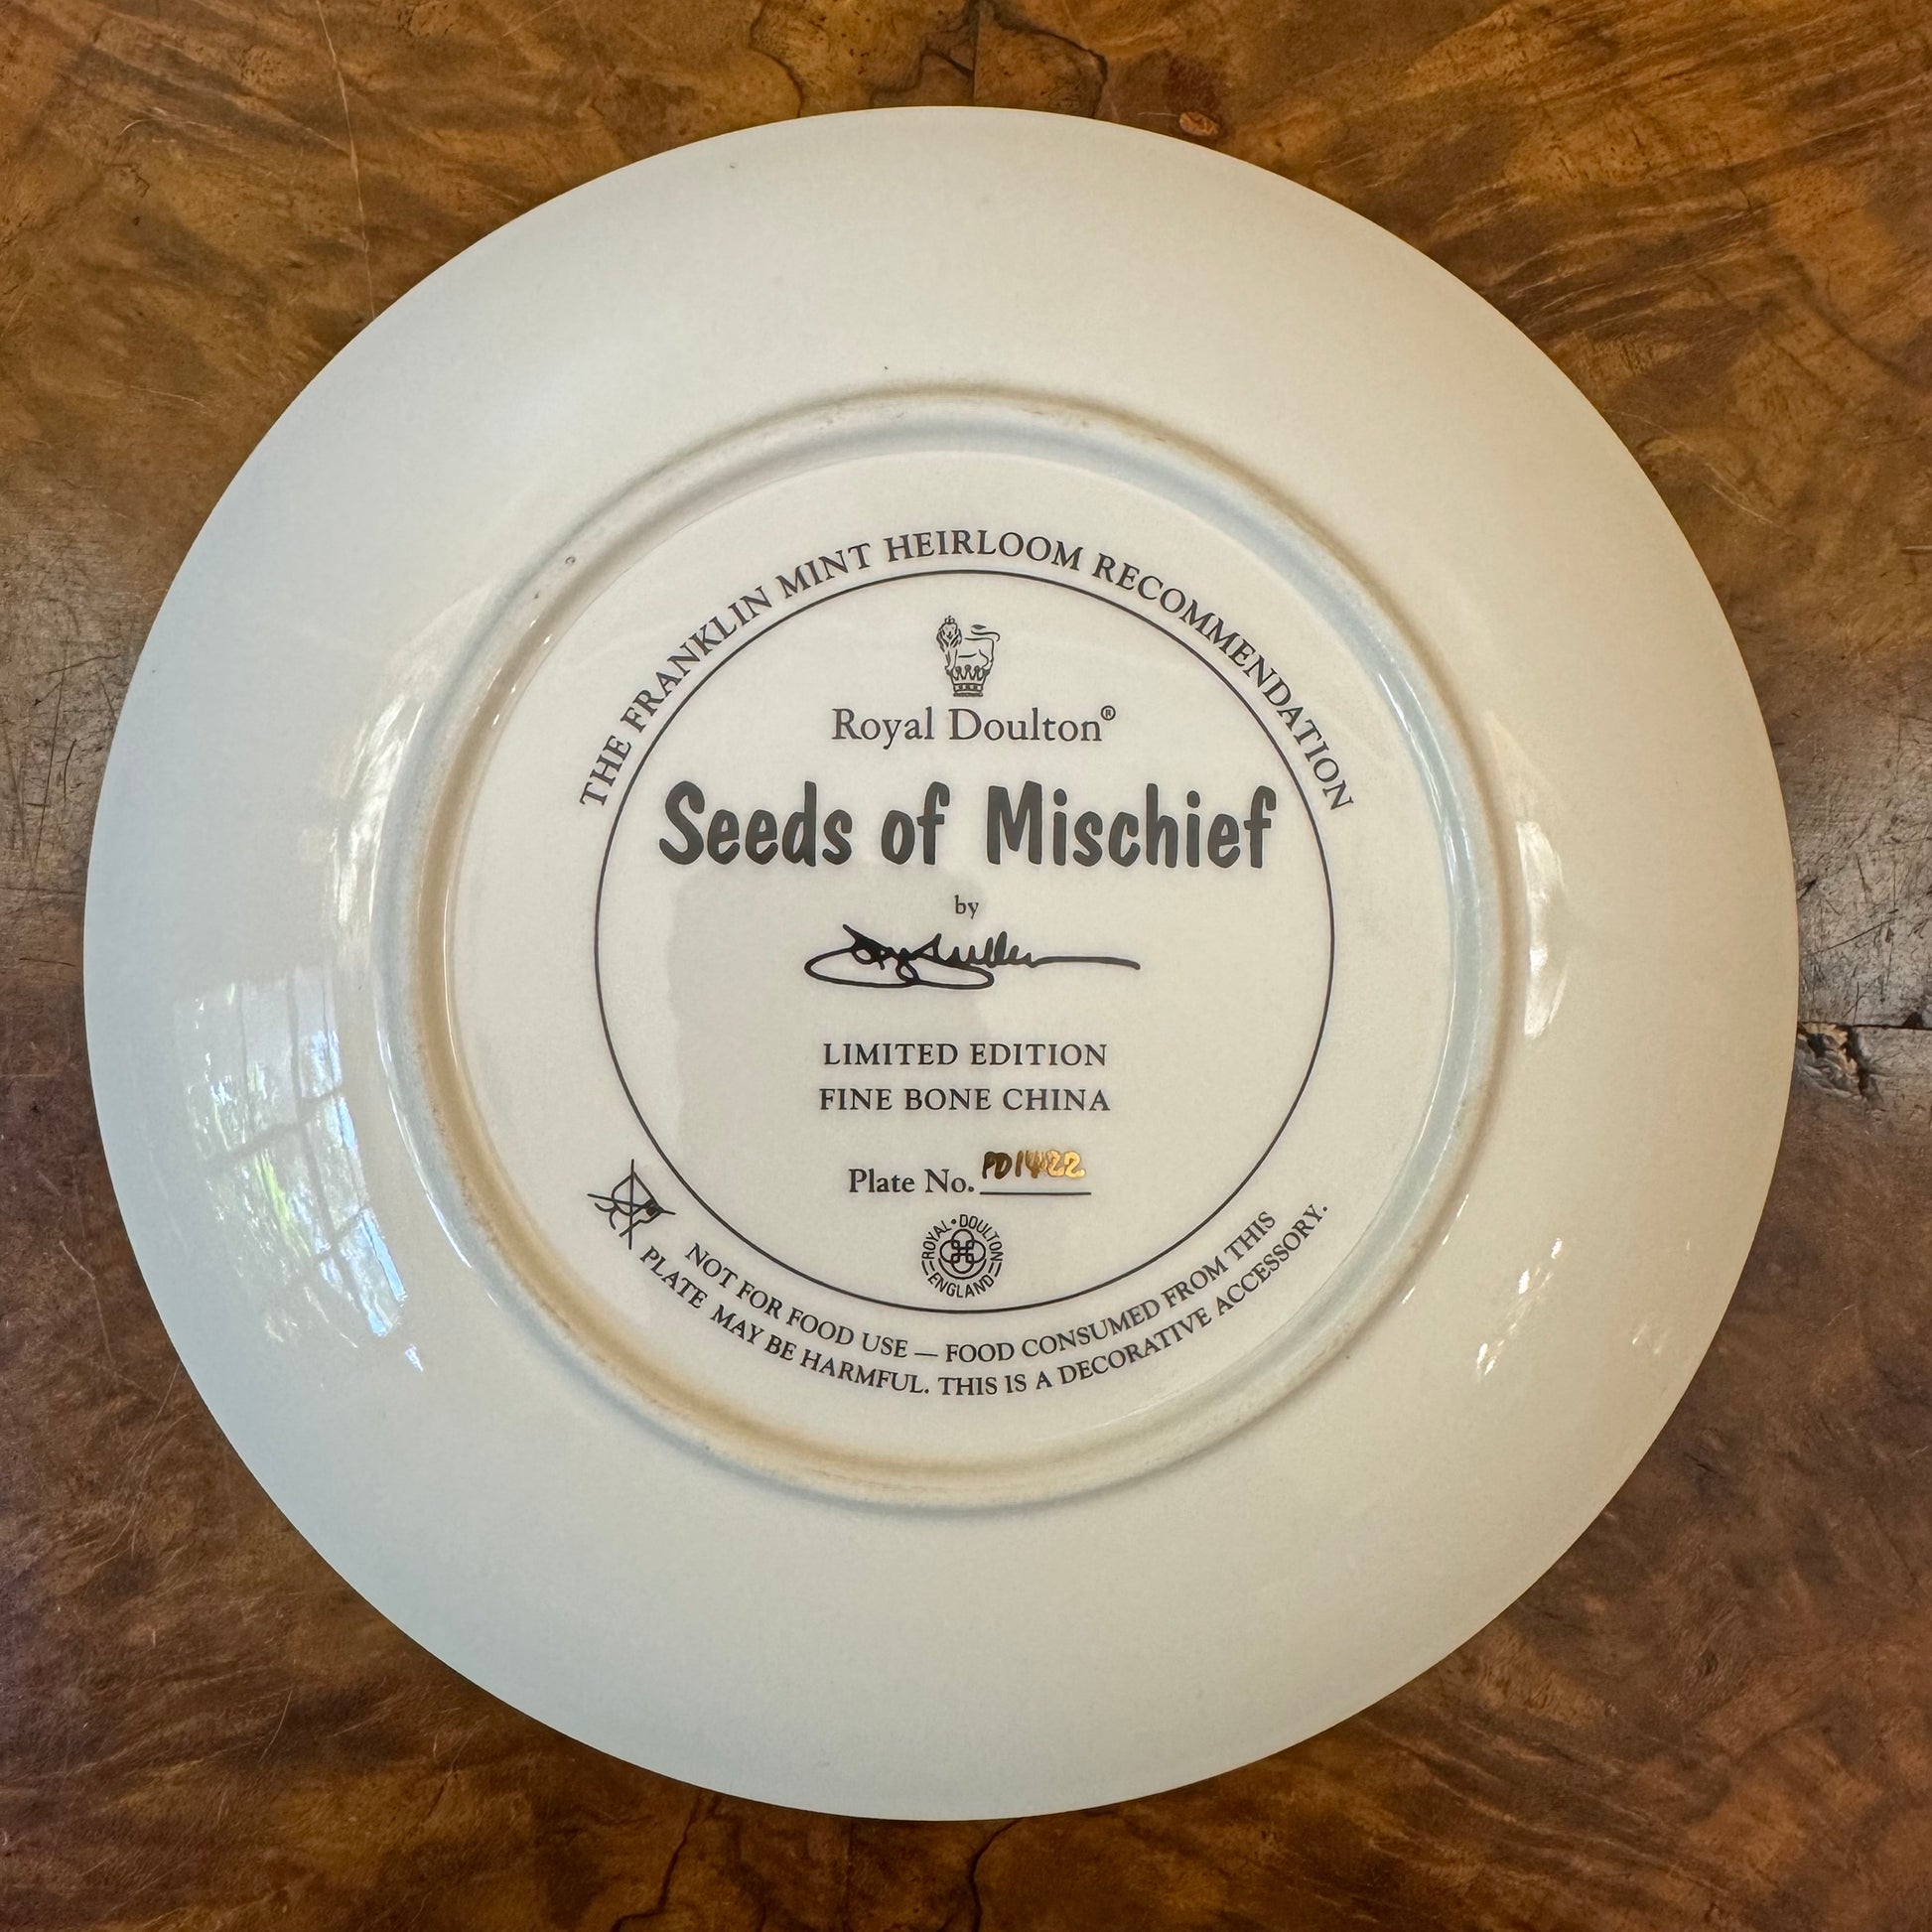 THE FRANKLIN MINT HEIRLOOM RECOMMENDATION
Royal Doulton®
Seeds of Mischief
by
LIMITED EDITION
FINE BONE CHINA
Plate No. PD1422
ROYAL • DOULTON
ENGLAND
NOT FOR FOOD USE — FOOD CONSUMED FROM THIS
PLATE MAY BE HARMFUL. THIS IS A DECORATIVE ACCESSORY.